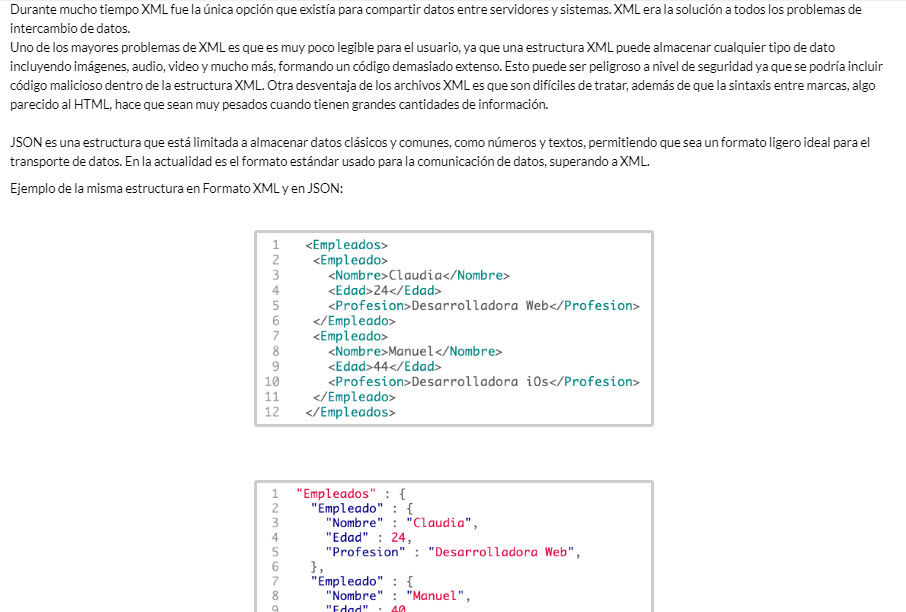 Durante mucho tiempo XML fue la única opción que existía para compartir datos entre servidores y sistemas. XML era la solución a todos los problemas de
intercambio de datos.
Uno de los mayores problemas de XML es que es muy poco legible para el usuario, ya que una estructura XML puede almacenar cualquier tipo de dato
incluyendo imágenes, audio, video y mucho más, formando un código demasiado extenso. Esto puede ser peligroso a nivel de seguridad ya que se podría incluir
código malicioso dentro de la estructura XML. Otra desventaja de los archivos XML es que son difíciles de tratar, además de que la sintaxis entre marcas, algo
parecido al HTML, hace que sean muy pesados cuando tienen grandes cantidades de información.
JSON es una estructura que está limitada a almacenar datos clásicos y comunes, como números y textos, permitiendo que sea un formato ligero ideal para el
transporte de datos. En la actualidad es el formato estándar usado para la comunicación de datos, superando a XML.
Ejemplo de la misma estructura en Formato XML y en JSON:
1 <Empleados>
2 <Empleado>
3 <Nombre>Claudia</Nombre>
4 <Edad>24</Edad>
5 <Profesion>Desarrolladora Web</Profesion>
6 </Empleado>
7 <Empleado>
8 <Nombre>Manuel</Nombre>
9 <Edad>44</Edad>
10 <Profesion>Desarrolladora iOs</Profesion>
11 </Empleado>
12 </Empleados>
1 "Empleados" : {
2 "Empleado" : {
3 "Nombre" : "Claudia",
4 "Edad" : 24,
5 "Profesion" : "Desarrolladora Web",
6 },
7 "Empleado" : {
8 "Nombre" : "Manuel",
9 "Edad" : 40